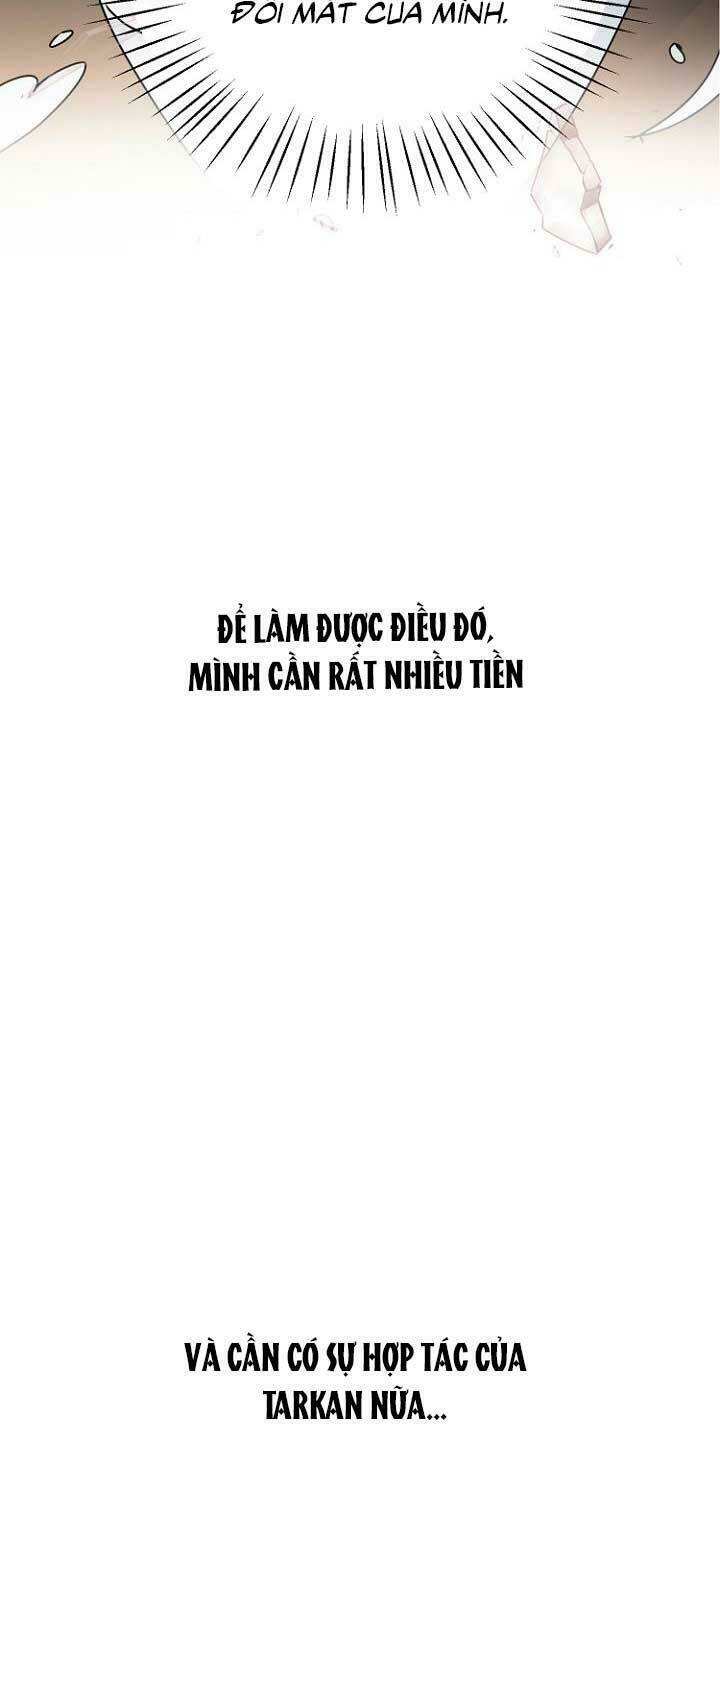 ĐÔI MẮT CỦA MÌNH.
ĐỂ LÀM ĐƯỢC ĐIỀU ĐÓ,
MÌNH CẦN RẤT NHIỀU TIỀN
VÀ CẦN CÓ SỰ HỢP TÁC CỦA
TARKAN NỮA...